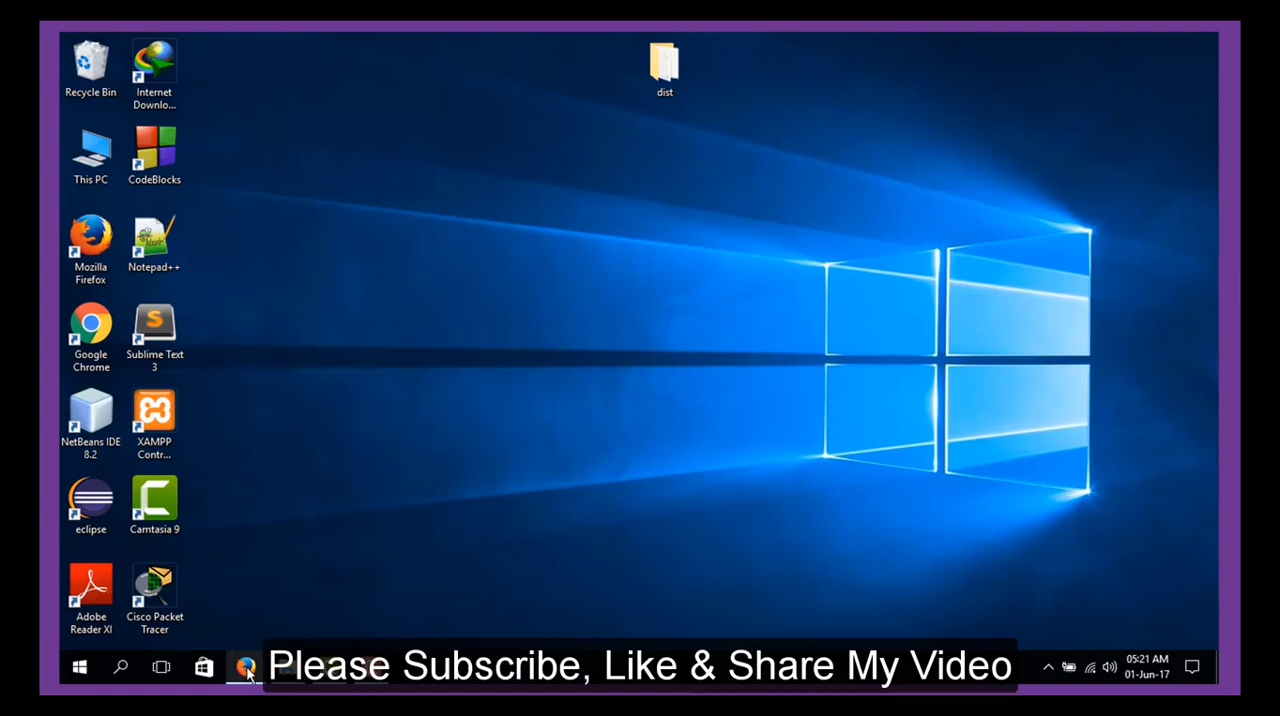 Recycle Bin
Internet
Downlo...
dist
This PC
CodeBlocks
Mozilla
Firefox
Notepad++
Google
Chrome
Sublime Text
3
NetBeans IDE
8.2
XAMPP
Contr...
eclipse
Camtasia 9
Adobe
Reader XI
Cisco Packet
Tracer
Please Subscribe, Like & Share My Video
05:21 AM
01-Jun-17